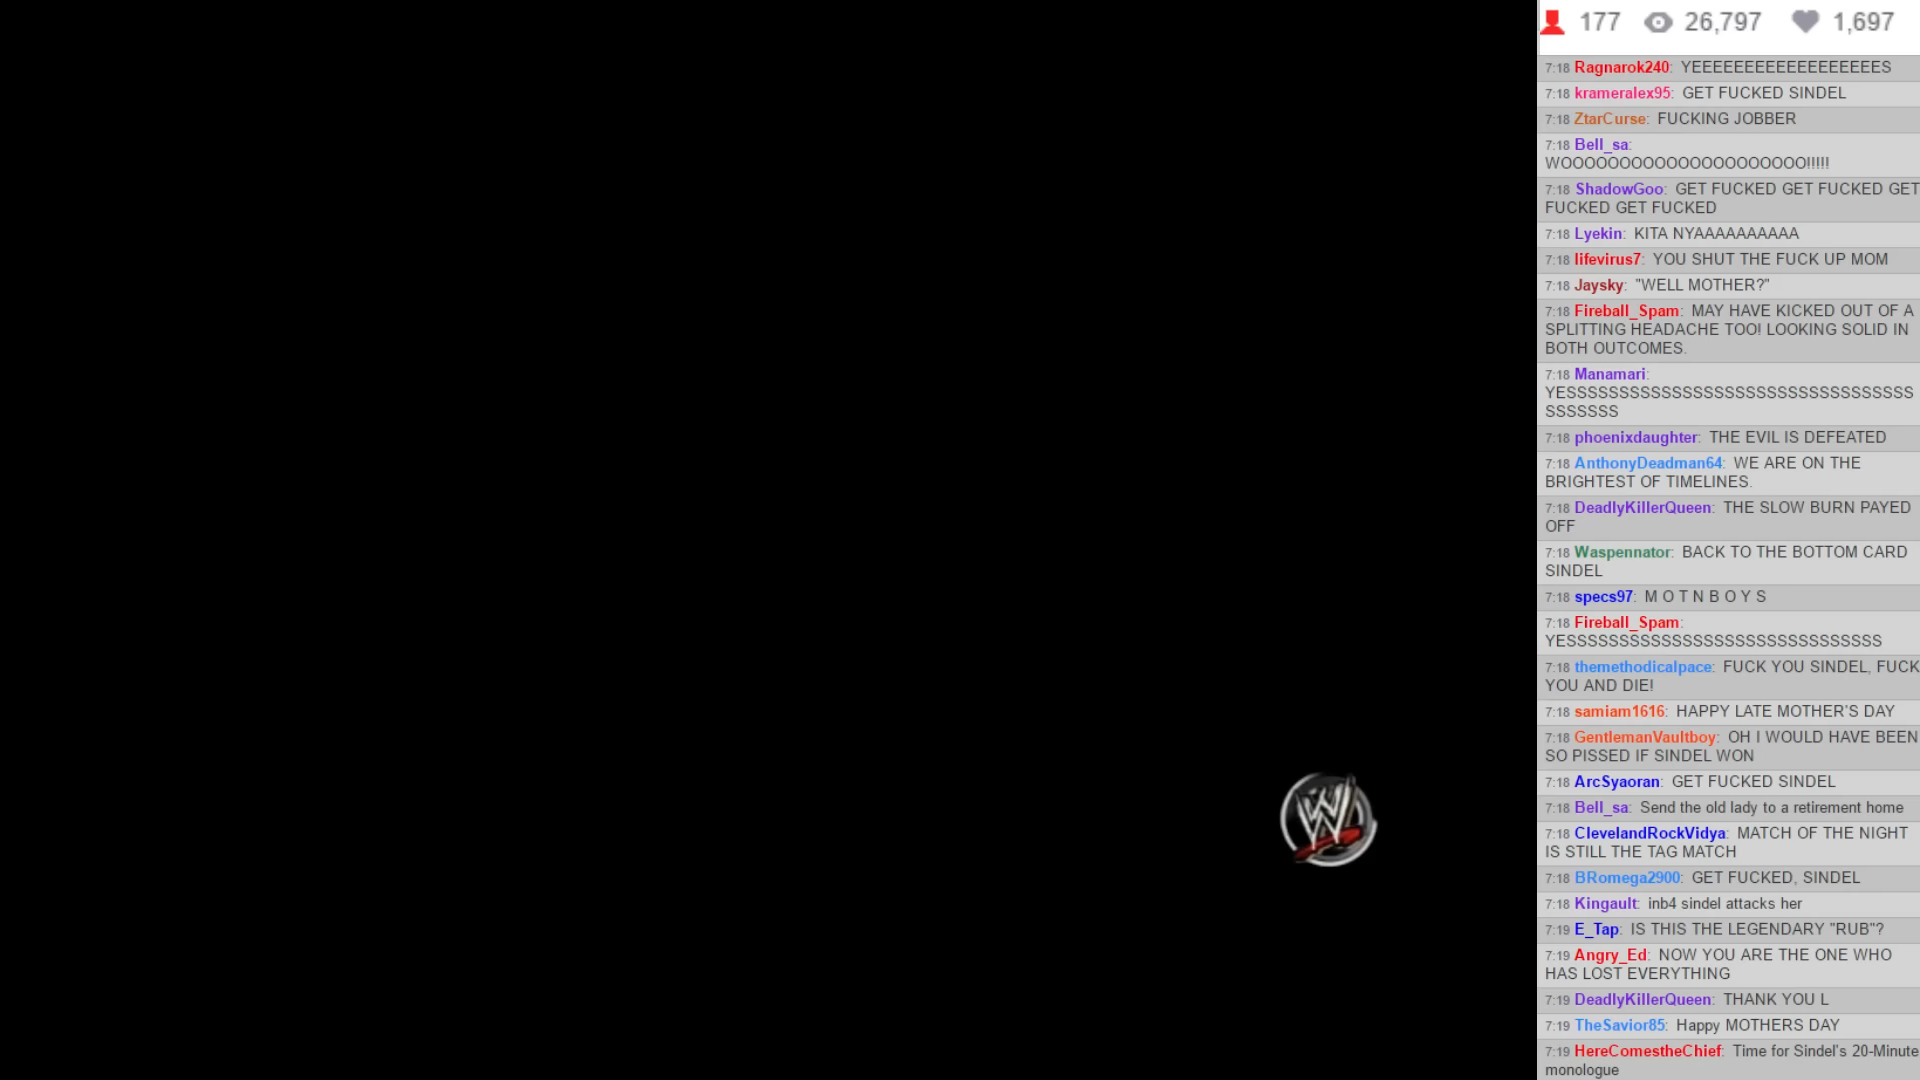 177 26,797 1,697
7:18 Ragnarok240: YEEEEEEEEEEEEEEEEEEES
7:18 krameralex95: GET FUCKED SINDEL
7:18 ZtarCurse: FUCKING JOBBER
7:18 Bell_sa:
WOOOOOOOOOOOOOOOOOOOOO!!!!!
7:18 ShadowGoo: GET FUCKED GET FUCKED GET
FUCKED GET FUCKED
7:18 Lyekin: KITA NYAAAAAAAAAA
7:18 lifevirus7: YOU SHUT THE FUCK UP MOM
7:18 Jaysky: "WELL MOTHER?"
7:18 Fireball_Spam: MAY HAVE KICKED OUT OF A
SPLITTING HEADACHE TOO! LOOKING SOLID IN
BOTH OUTCOMES.
7:18 Manamari:
YESSSSSSSSSSSSSSSSSSSSSSSSSSSSSSSSS
SSSSSSS
7:18 phoenixdaughter: THE EVIL IS DEFEATED
7:18 AnthonyDeadman64: WE ARE ON THE
BRIGHTEST OF TIMELINES.
7:18 DeadlyKillerQueen: THE SLOW BURN PAYED
OFF
7:18 Waspennator: BACK TO THE BOTTOM CARD
SINDEL
7:18 specs97: M O T N B O Y S
7:18 Fireball_Spam:
YESSSSSSSSSSSSSSSSSSSSSSSSSSSSSS
7:18 themethodicalpace: FUCK YOU SINDEL, FUCK
YOU AND DIE!
7:18 samiam1616: HAPPY LATE MOTHER'S DAY
7:18 GentlemanVaultboy: OH I WOULD HAVE BEEN
SO PISSED IF SINDEL WON
7:18 ArcSyaoran: GET FUCKED SINDEL
7:18 Bell_sa: Send the old lady to a retirement home
7:18 ClevelandRockVidya: MATCH OF THE NIGHT
IS STILL THE TAG MATCH
7:18 BRomega2900: GET FUCKED, SINDEL
7:18 Kingault: inb4 sindel attacks her
7:19 E_Tap: IS THIS THE LEGENDARY "RUB"?
7:19 Angry_Ed: NOW YOU ARE THE ONE WHO
HAS LOST EVERYTHING
7:19 DeadlyKillerQueen: THANK YOU L
7:19 TheSavior85: Happy MOTHERS DAY
7:19 HereComestheChief: Time for Sindel's 20-Minute
monologue
W